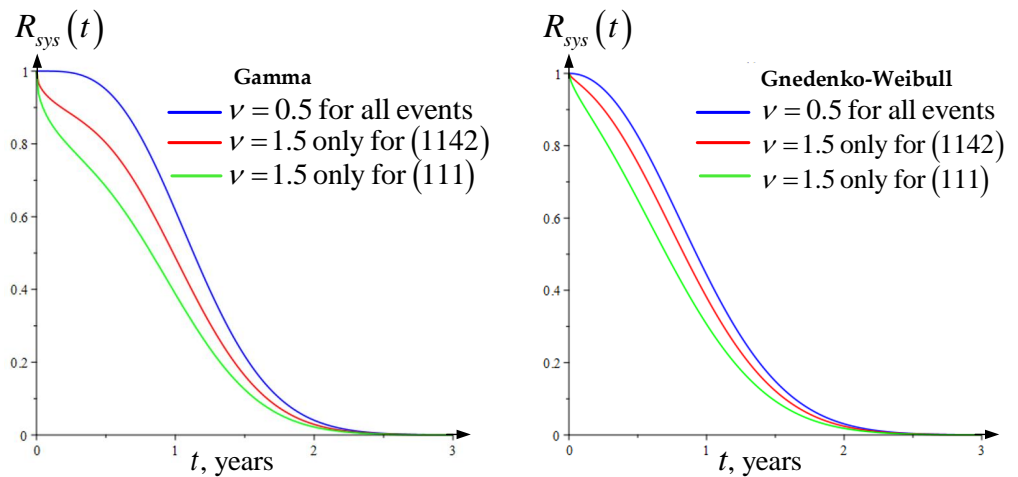 R_sys (t)
Gamma
ν = 0.5 for all events
ν = 1.5 only for (1142)
ν = 1.5 only for (111)
1
0.8
0.6
0.4
0.2
0
0
1
2
3
t, years
R_sys (t)
Gnedenko-Weibull
ν = 0.5 for all events
ν = 1.5 only for (1142)
ν = 1.5 only for (111)
1
0.8
0.6
0.4
0.2
0
0
1
2
3
t, years